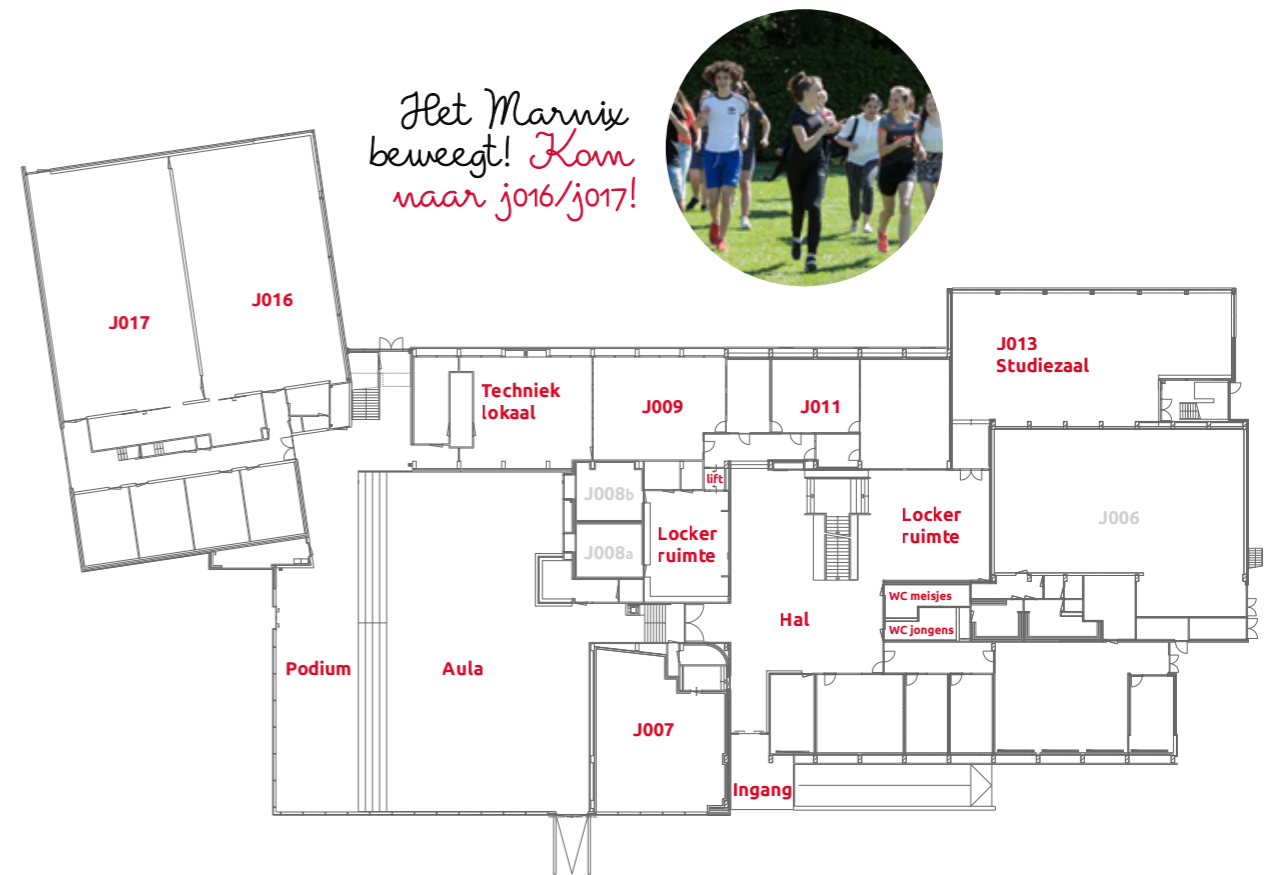 Het Marnix
beweegt! Kom
naar j016/j017!
J016
J017
J013
Studiezaal
Techniek
lokaal
J009
J011
lift
J008b
J008a
Locker
ruimte
Locker
ruimte
J006
WC meisjes
WC jongens
Hal
Podium
Aula
J007
Ingang